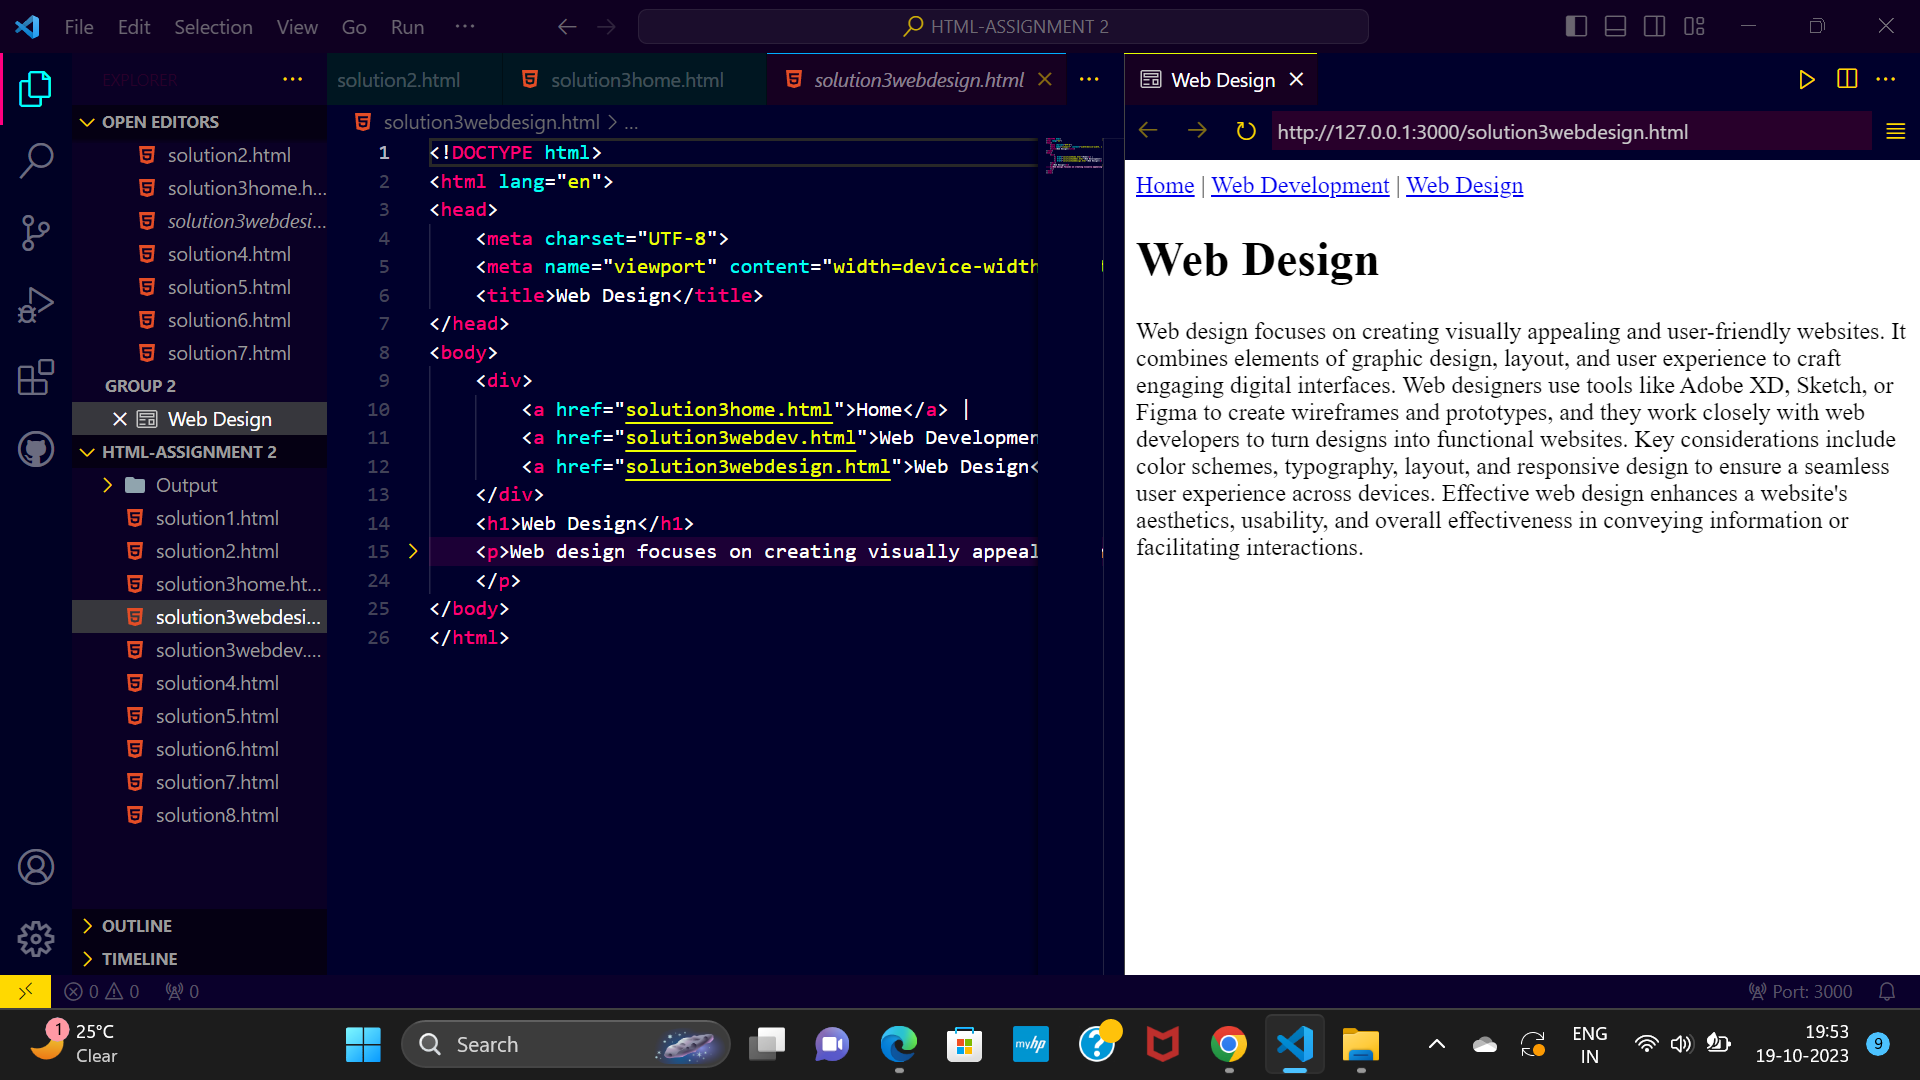 File Edit Selection View Go Run ... HTML-ASSIGNMENT 2
EXPLORER ...
solution2.html solution3home.html solution3webdesign.html ...
Web Design
OPEN EDITORS
solution2.html
solution3home.h...
solution3webdesi...
solution4.html
solution5.html
solution6.html
solution7.html
GROUP 2
Web Design
HTML-ASSIGNMENT 2
Output
solution1.html
solution2.html
solution3home.ht...
solution3webdesi...
solution3webdev....
solution4.html
solution5.html
solution6.html
solution7.html
solution8.html
OUTLINE
TIMELINE
solution3webdesign.html > ...
1 <!DOCTYPE html>
2 <html lang="en">
3 <head>
4 <meta charset="UTF-8">
5 <meta name="viewport" content="width=device-width
6 <title>Web Design</title>
7 </head>
8 <body>
9 <div>
10 <a href="solution3home.html">Home</a> |
11 <a href="solution3webdev.html">Web Developmen
12 <a href="solution3webdesign.html">Web Design<
13 </div>
14 <h1>Web Design</h1>
15 <p>Web design focuses on creating visually appeal
24 </p>
25 </body>
26 </html>
http://127.0.0.1:3000/solution3webdesign.html
Home | Web Development | Web Design
Web Design
Web design focuses on creating visually appealing and user-friendly websites. It
combines elements of graphic design, layout, and user experience to craft
engaging digital interfaces. Web designers use tools like Adobe XD, Sketch, or
Figma to create wireframes and prototypes, and they work closely with web
developers to turn designs into functional websites. Key considerations include
color schemes, typography, layout, and responsive design to ensure a seamless
user experience across devices. Effective web design enhances a website's
aesthetics, usability, and overall effectiveness in conveying information or
facilitating interactions.
0 0 0 Port: 3000
1 25°C
Clear
Search
my hp
ENG
IN
19:53
19-10-2023
9